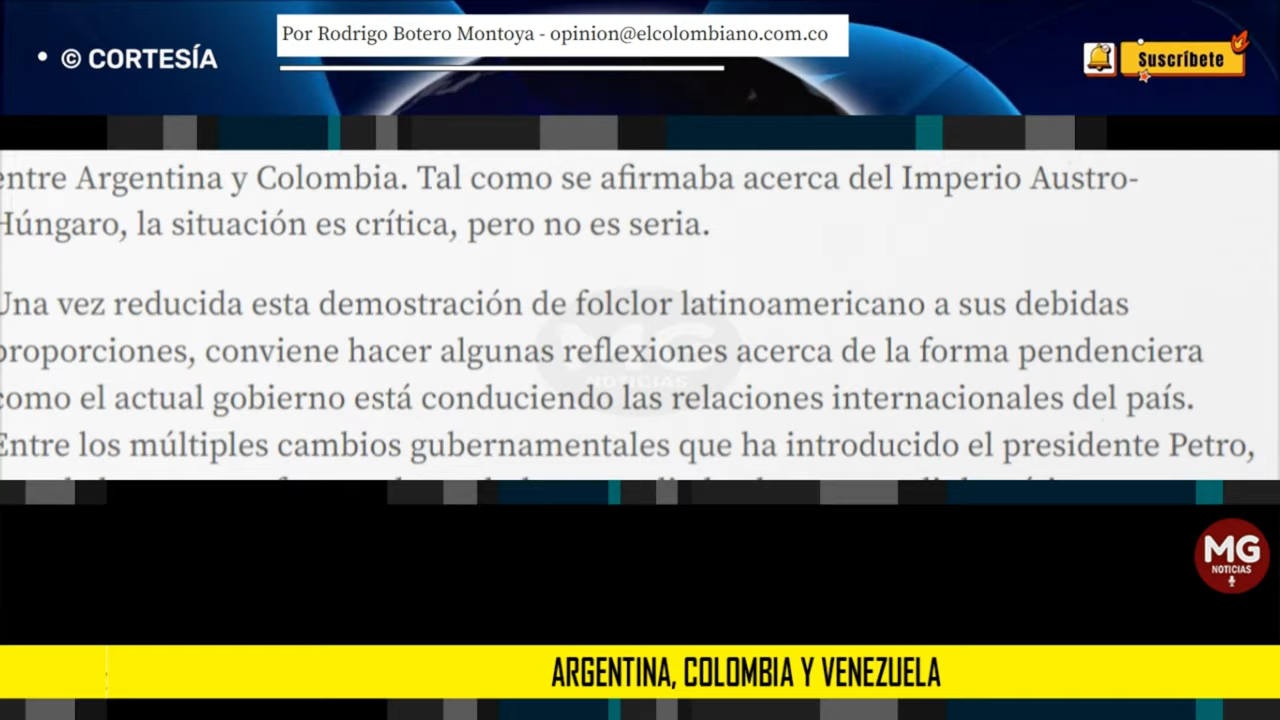 • © CORTESÍA
Por Rodrigo Botero Montoya - opinion@elcolombiano.com.co
Suscríbete
entre Argentina y Colombia. Tal como se afirmaba acerca del Imperio Austro-
Húngaro, la situación es crítica, pero no es seria.
Una vez reducida esta demostración de folclor latinoamericano a sus debidas
proporciones, conviene hacer algunas reflexiones acerca de la forma pendenciera
como el actual gobierno está conduciendo las relaciones internacionales del país.
Entre los múltiples cambios gubernamentales que ha introducido el presidente Petro,
MG
NOTICIAS
MG
NOTICIAS
ARGENTINA, COLOMBIA Y VENEZUELA